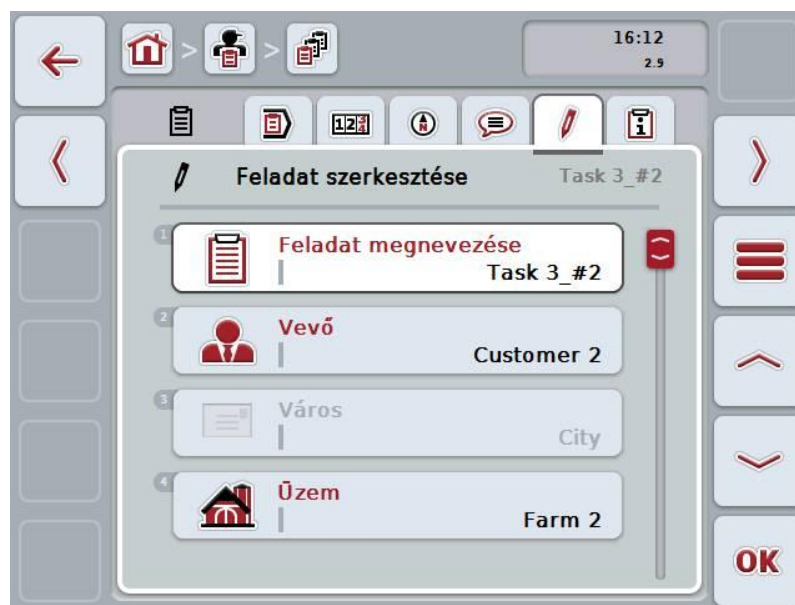 16:12
2.9
Feladat szerkesztése Task 3_#2
1
Feladat megnevezése
Task 3_#2
2
Vevő
Customer 2
3
Város
City
4
Üzem
Farm 2
OK